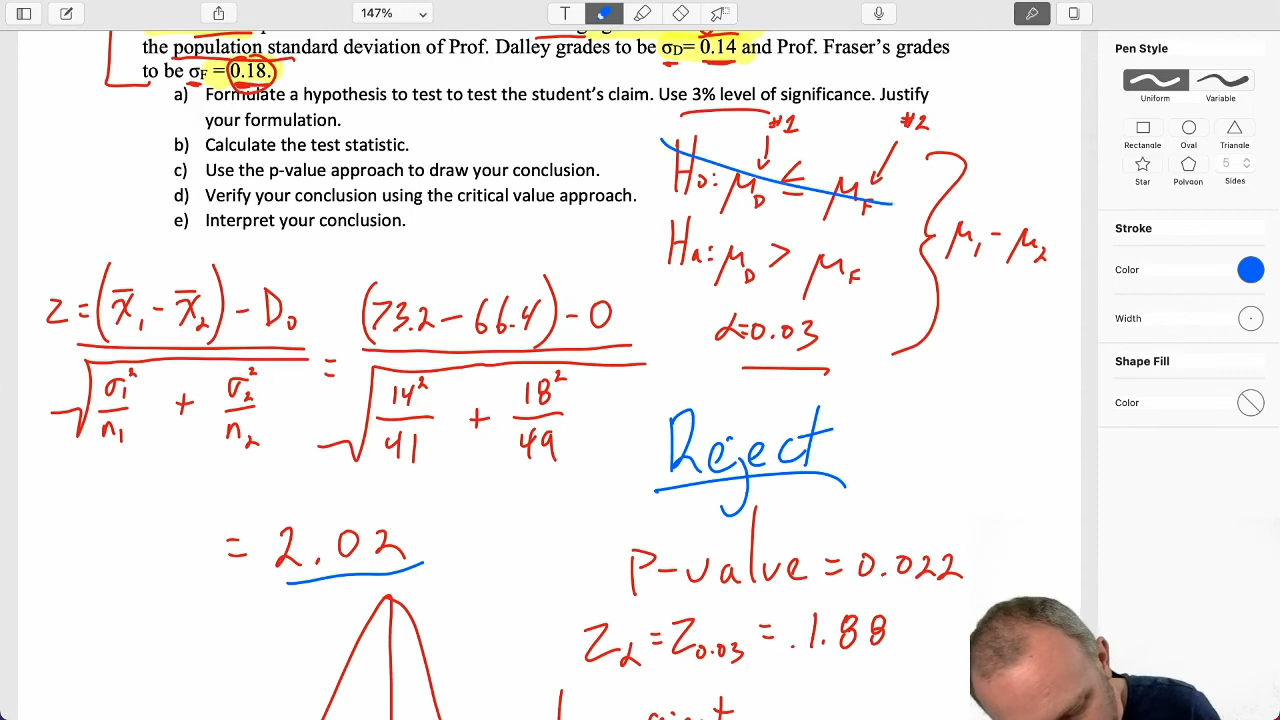 147%
T
the population standard deviation of Prof. Dalley grades to be σD= 0.14 and Prof. Fraser's grades
to be σF = 0.18.
a) Formulate a hypothesis to test to test the student's claim. Use 3% level of significance. Justify
your formulation.
b) Calculate the test statistic.
c) Use the p-value approach to draw your conclusion.
d) Verify your conclusion using the critical value approach.
e) Interpret your conclusion.
#1 #2
H0: μD ≤ μF
Ha: μD > μF
μ1 - μ2
α=0.03
Z = (x̄1 - x̄2) - D0 = (73.2 - 66.4) - 0
√ σ1² / n1 + σ2² / n2 √ 14² / 41 + 18² / 49
Reject
= 2.02
P-value = 0.022
Zα = Z0.03 = .1.88
Pen Style
Uniform Variable
Rectangle Oval Triangle
5
Star Polygon Sides
Stroke
Color
Width
Shape Fill
Color